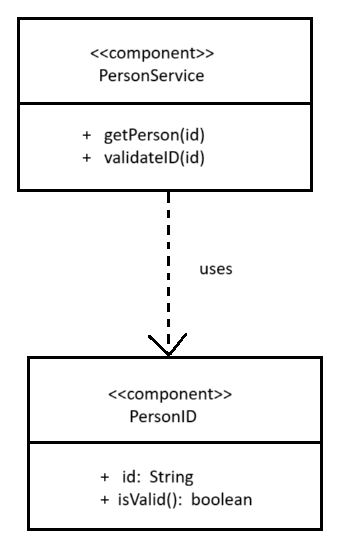 <<component>>
PersonService
+ getPerson(id)
+ validateID(id)
uses
<<component>>
PersonID
+ id: String
+ isValid(): boolean